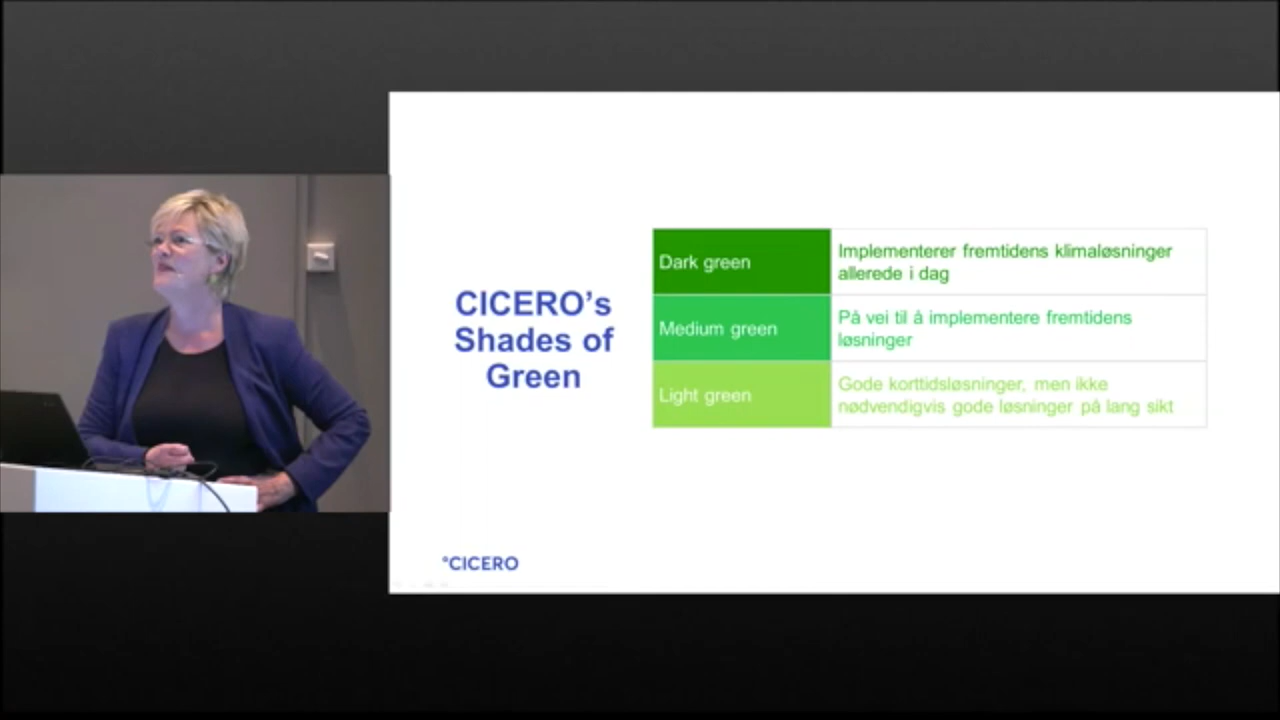 CICERO's
Shades of
Green
Dark green
Implementerer fremtidens klimaløsninger
allerede i dag
Medium green
På vei til å implementere fremtidens
løsninger
Light green
Gode korttidsløsninger, men ikke
nødvendigvis gode løsninger på lang sikt
°CICERO